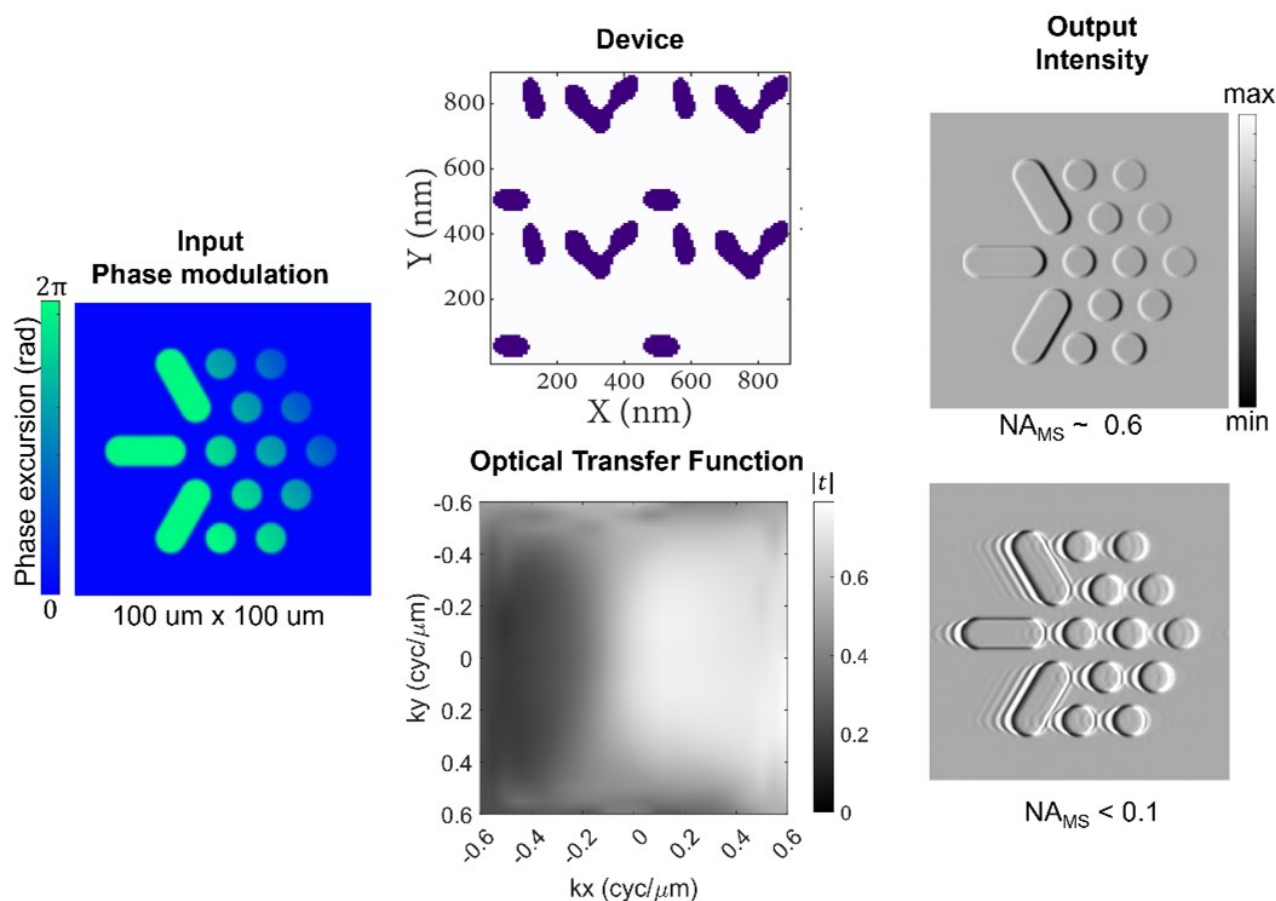 Input
Phase modulation
2π
Phase excursion (rad)
0
100 um x 100 um
Device
800
600
400
200
Y (nm)
200 400 600 800
X (nm)
Optical Transfer Function
|t|
-0.6
-0.4
-0.2
0
0.2
0.4
0.6
ky (cyc/μm)
-0.6 -0.4 -0.2 0 0.2 0.4 0.6
kx (cyc/μm)
0.6
0.4
0.2
0
Output
Intensity
max
min
NAMS ~ 0.6
NAMS < 0.1